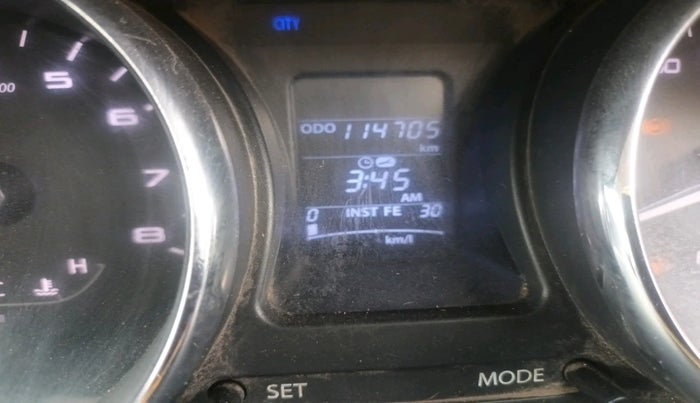 CITY
5
6
7
8
H
ODO 114705
km
3:45
AM
0 INST FE 30
km/l
SET MODE